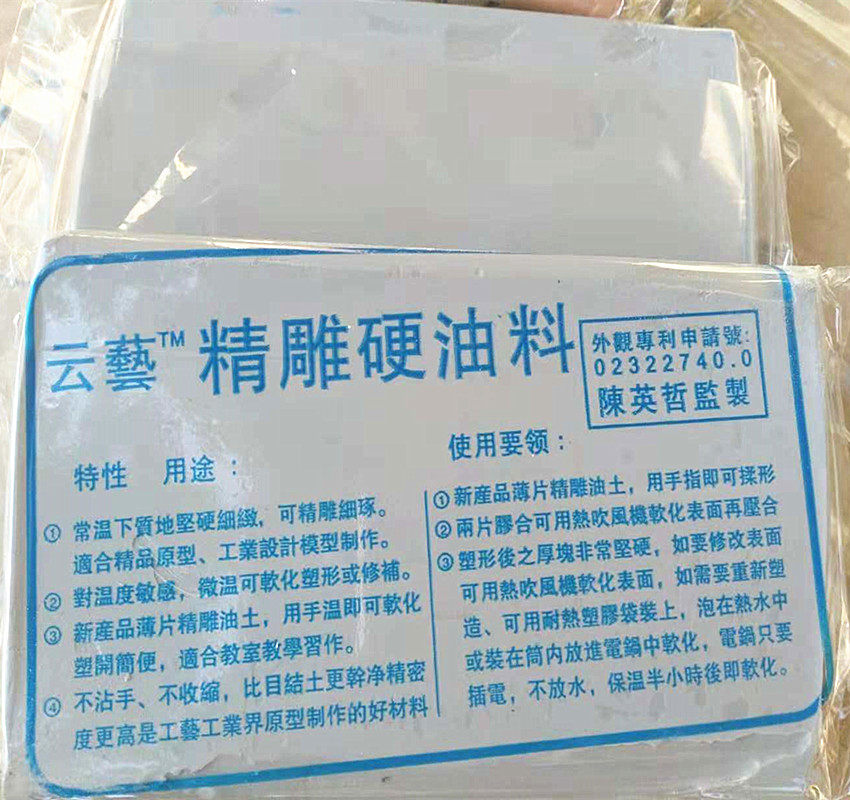 云藝™ 精雕硬油料
外觀專利申請號:
02322740.0
陳英哲監製
特性 用途：
① 常温下質地堅硬細緻，可精雕細琢。
適合精品原型、工業設計模型制作。
② 對温度敏感，微温可軟化塑形或修補。
③ 新産品薄片精雕油土，用手温即可軟化
塑開簡便，適合教室教學習作。
④ 不沾手、不收縮，比目結土更幹净精密
度更高是工藝工業界原型制作的好材料
使用要领：
①新産品薄片精雕油土，用手指即可揉形
②兩片膠合可用熱吹風機軟化表面再壓合
③塑形後之厚塊非常堅硬，如要修改表面
可用熱吹風機軟化表面，如需要重新塑
造、可用耐熱塑膠袋裝上，泡在熱水中
或裝在筒内放進電鍋中軟化，電鍋只要
插電，不放水，保温半小時後即軟化。